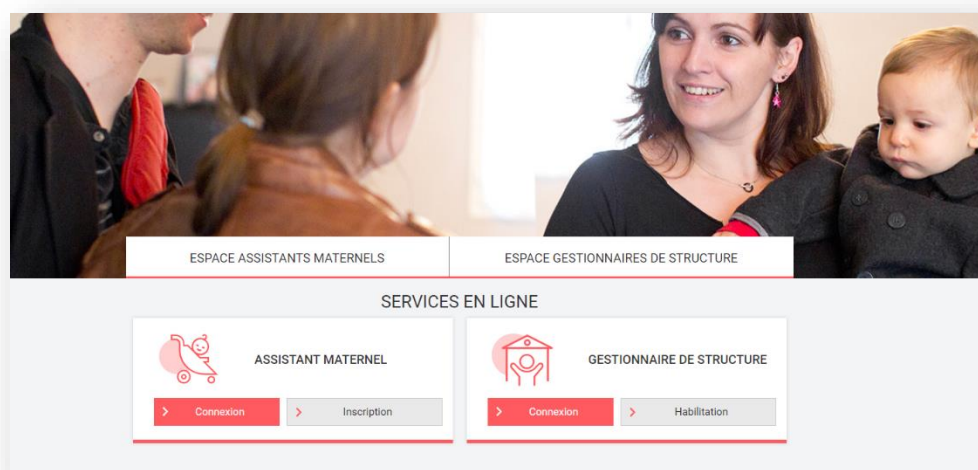 ESPACE ASSISTANTS MATERNELS
ESPACE GESTIONNAIRES DE STRUCTURE
SERVICES EN LIGNE
ASSISTANT MATERNEL
Connexion
Inscription
GESTIONNAIRE DE STRUCTURE
Connexion
Habilitation